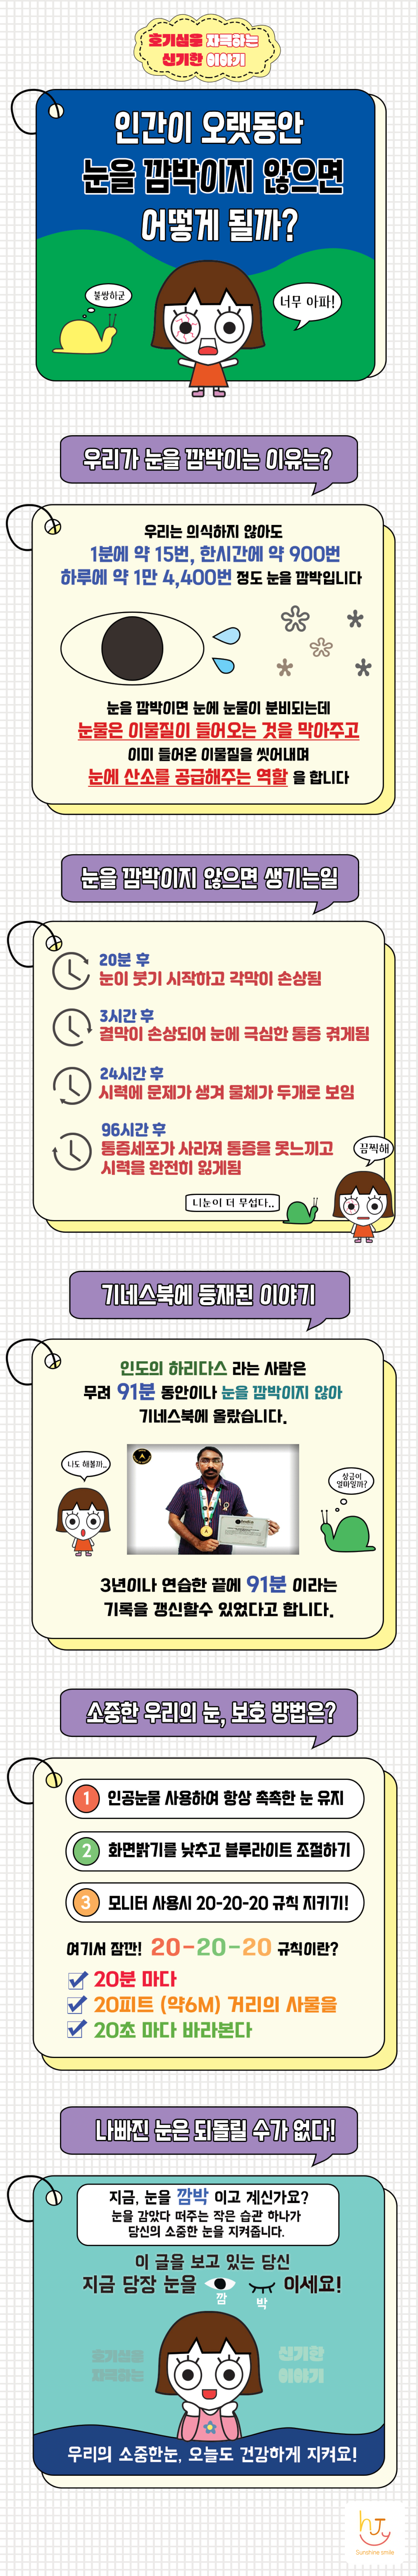 호기심을 자극하는
신기한 이야기
인간이 오랫동안
눈을 깜박이지 않으면
어떻게 될까?
불쌍하군
너무 아파!
우리가 눈을 깜박이는 이유는?
우리는 의식하지 않아도
1분에 약 15번, 한시간에 약 900번
하루에 약 1만 4,400번 정도 눈을 깜박입니다
눈을 깜박이면 눈에 눈물이 분비되는데
눈물은 이물질이 들어오는 것을 막아주고
이미 들어온 이물질을 씻어내며
눈에 산소를 공급해주는 역할 을 합니다
눈을 깜박이지 않으면 생기는일
20분 후
눈이 붓기 시작하고 각막이 손상됨
3시간 후
결막이 손상되어 눈에 극심한 통증 겪게됨
24시간 후
시력에 문제가 생겨 물체가 두개로 보임
96시간 후
통증세포가 사라져 통증을 못느끼고
시력을 완전히 잃게됨
끔찍해
니눈이 더 무섭다..
기네스북에 등재된 이야기
인도의 하리다스 라는 사람은
무려 91분 동안이나 눈을 깜박이지 않아
기네스북에 올랐습니다.
나도 해볼까..
상금이
얼마일까?
3년이나 연습한 끝에 91분 이라는
기록을 갱신할수 있었다고 합니다.
소중한 우리의 눈, 보호 방법은?
1 인공눈물 사용하여 항상 촉촉한 눈 유지
2 화면밝기를 낮추고 블루라이트 조절하기
3 모니터 사용시 20-20-20 규칙 지키기!
여기서 잠깐! 20-20-20 규칙이란?
20분 마다
20피트 (약6M) 거리의 사물을
20초 마다 바라본다
나빠진 눈은 되돌릴 수가 없다!
지금, 눈을 깜박 이고 계신가요?
눈을 감았다 떠주는 작은 습관 하나가
당신의 소중한 눈을 지켜줍니다.
이 글을 보고 있는 당신
지금 당장 눈을 이세요!
깜 박
호기심을
자극하는
신기한
이야기
우리의 소중한눈, 오늘도 건강하게 지켜요!
hJy
Sunshine smile